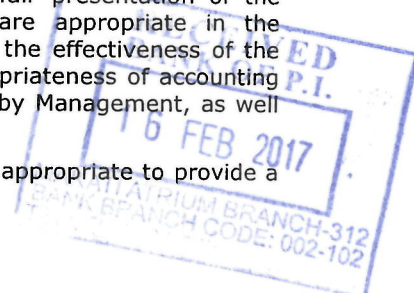 fair presentation of the
are appropriate in the
the effectiveness of the
opriateness of accounting
by Management, as well
appropriate to provide a
RECEIVED
BANK OF P.I.
16 FEB 2017
ATRIUM BRANCH-312
BANK BRANCH CODE: 002-102